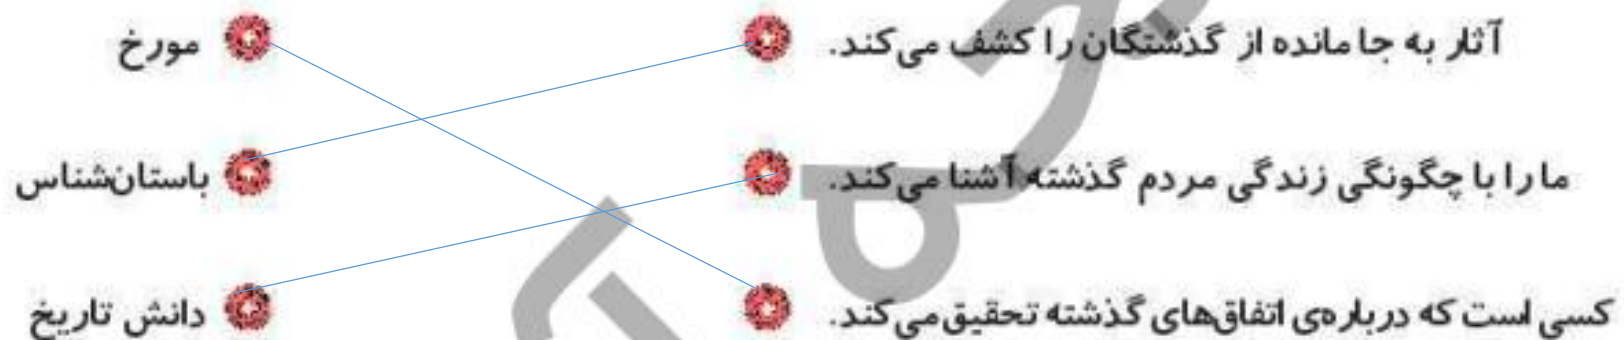 آثار به جا مانده از گذشتگان را کشف می‌کند.
مورخ
ما را با چگونگی زندگی مردم گذشته آشنا می‌کند.
باستان‌شناس
کسی است که درباره‌ی اتفاق‌های گذشته تحقیق می‌کند.
دانش تاریخ